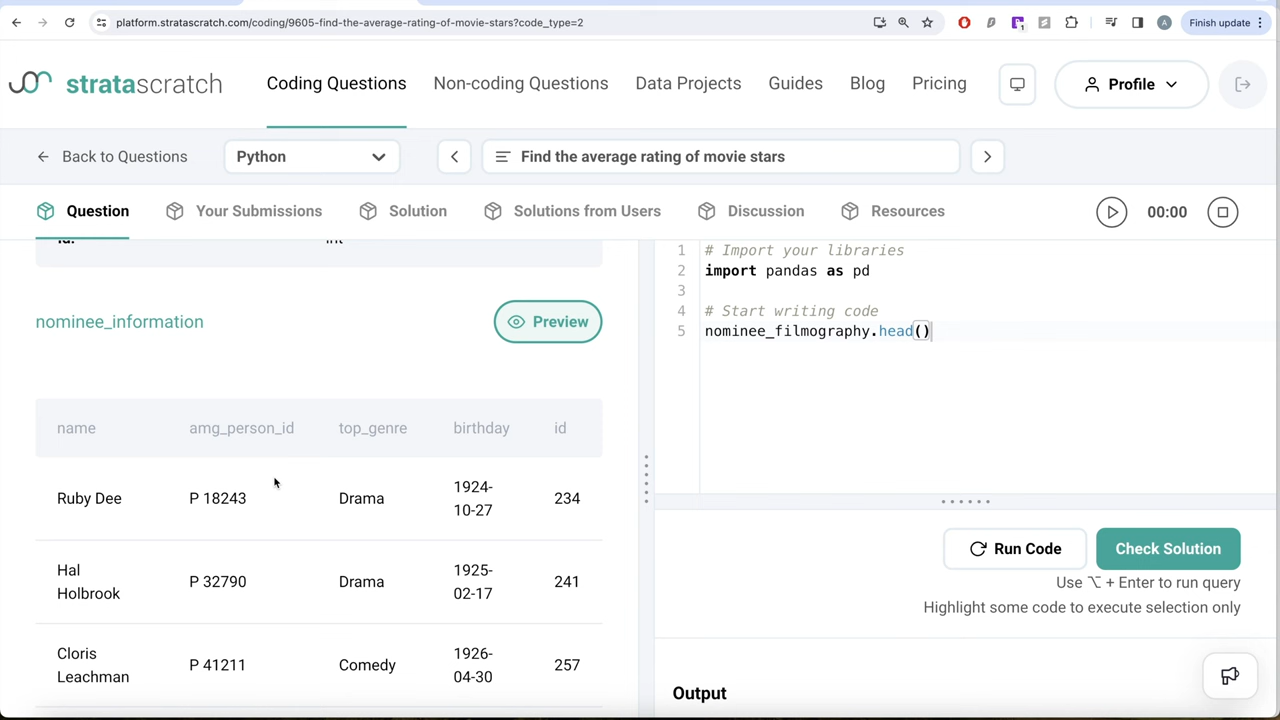 platform.stratascratch.com/coding/9605-find-the-average-rating-of-movie-stars?code_type=2
1
A
Finish update
stratascratch
Coding Questions
Non-coding Questions
Data Projects
Guides
Blog
Pricing
Profile
Back to Questions
Python
Find the average rating of movie stars
Question
Your Submissions
Solution
Solutions from Users
Discussion
Resources
00:00
id:
int
nominee_information
Preview
name amg_person_id top_genre birthday id
Ruby Dee P 18243 Drama 1924-10-27 234
Hal Holbrook P 32790 Drama 1925-02-17 241
Cloris Leachman P 41211 Comedy 1926-04-30 257
1 # Import your libraries
2 import pandas as pd
3
4 # Start writing code
5 nominee_filmography.head()
Run Code
Check Solution
Use ⌥ + Enter to run query
Highlight some code to execute selection only
Output